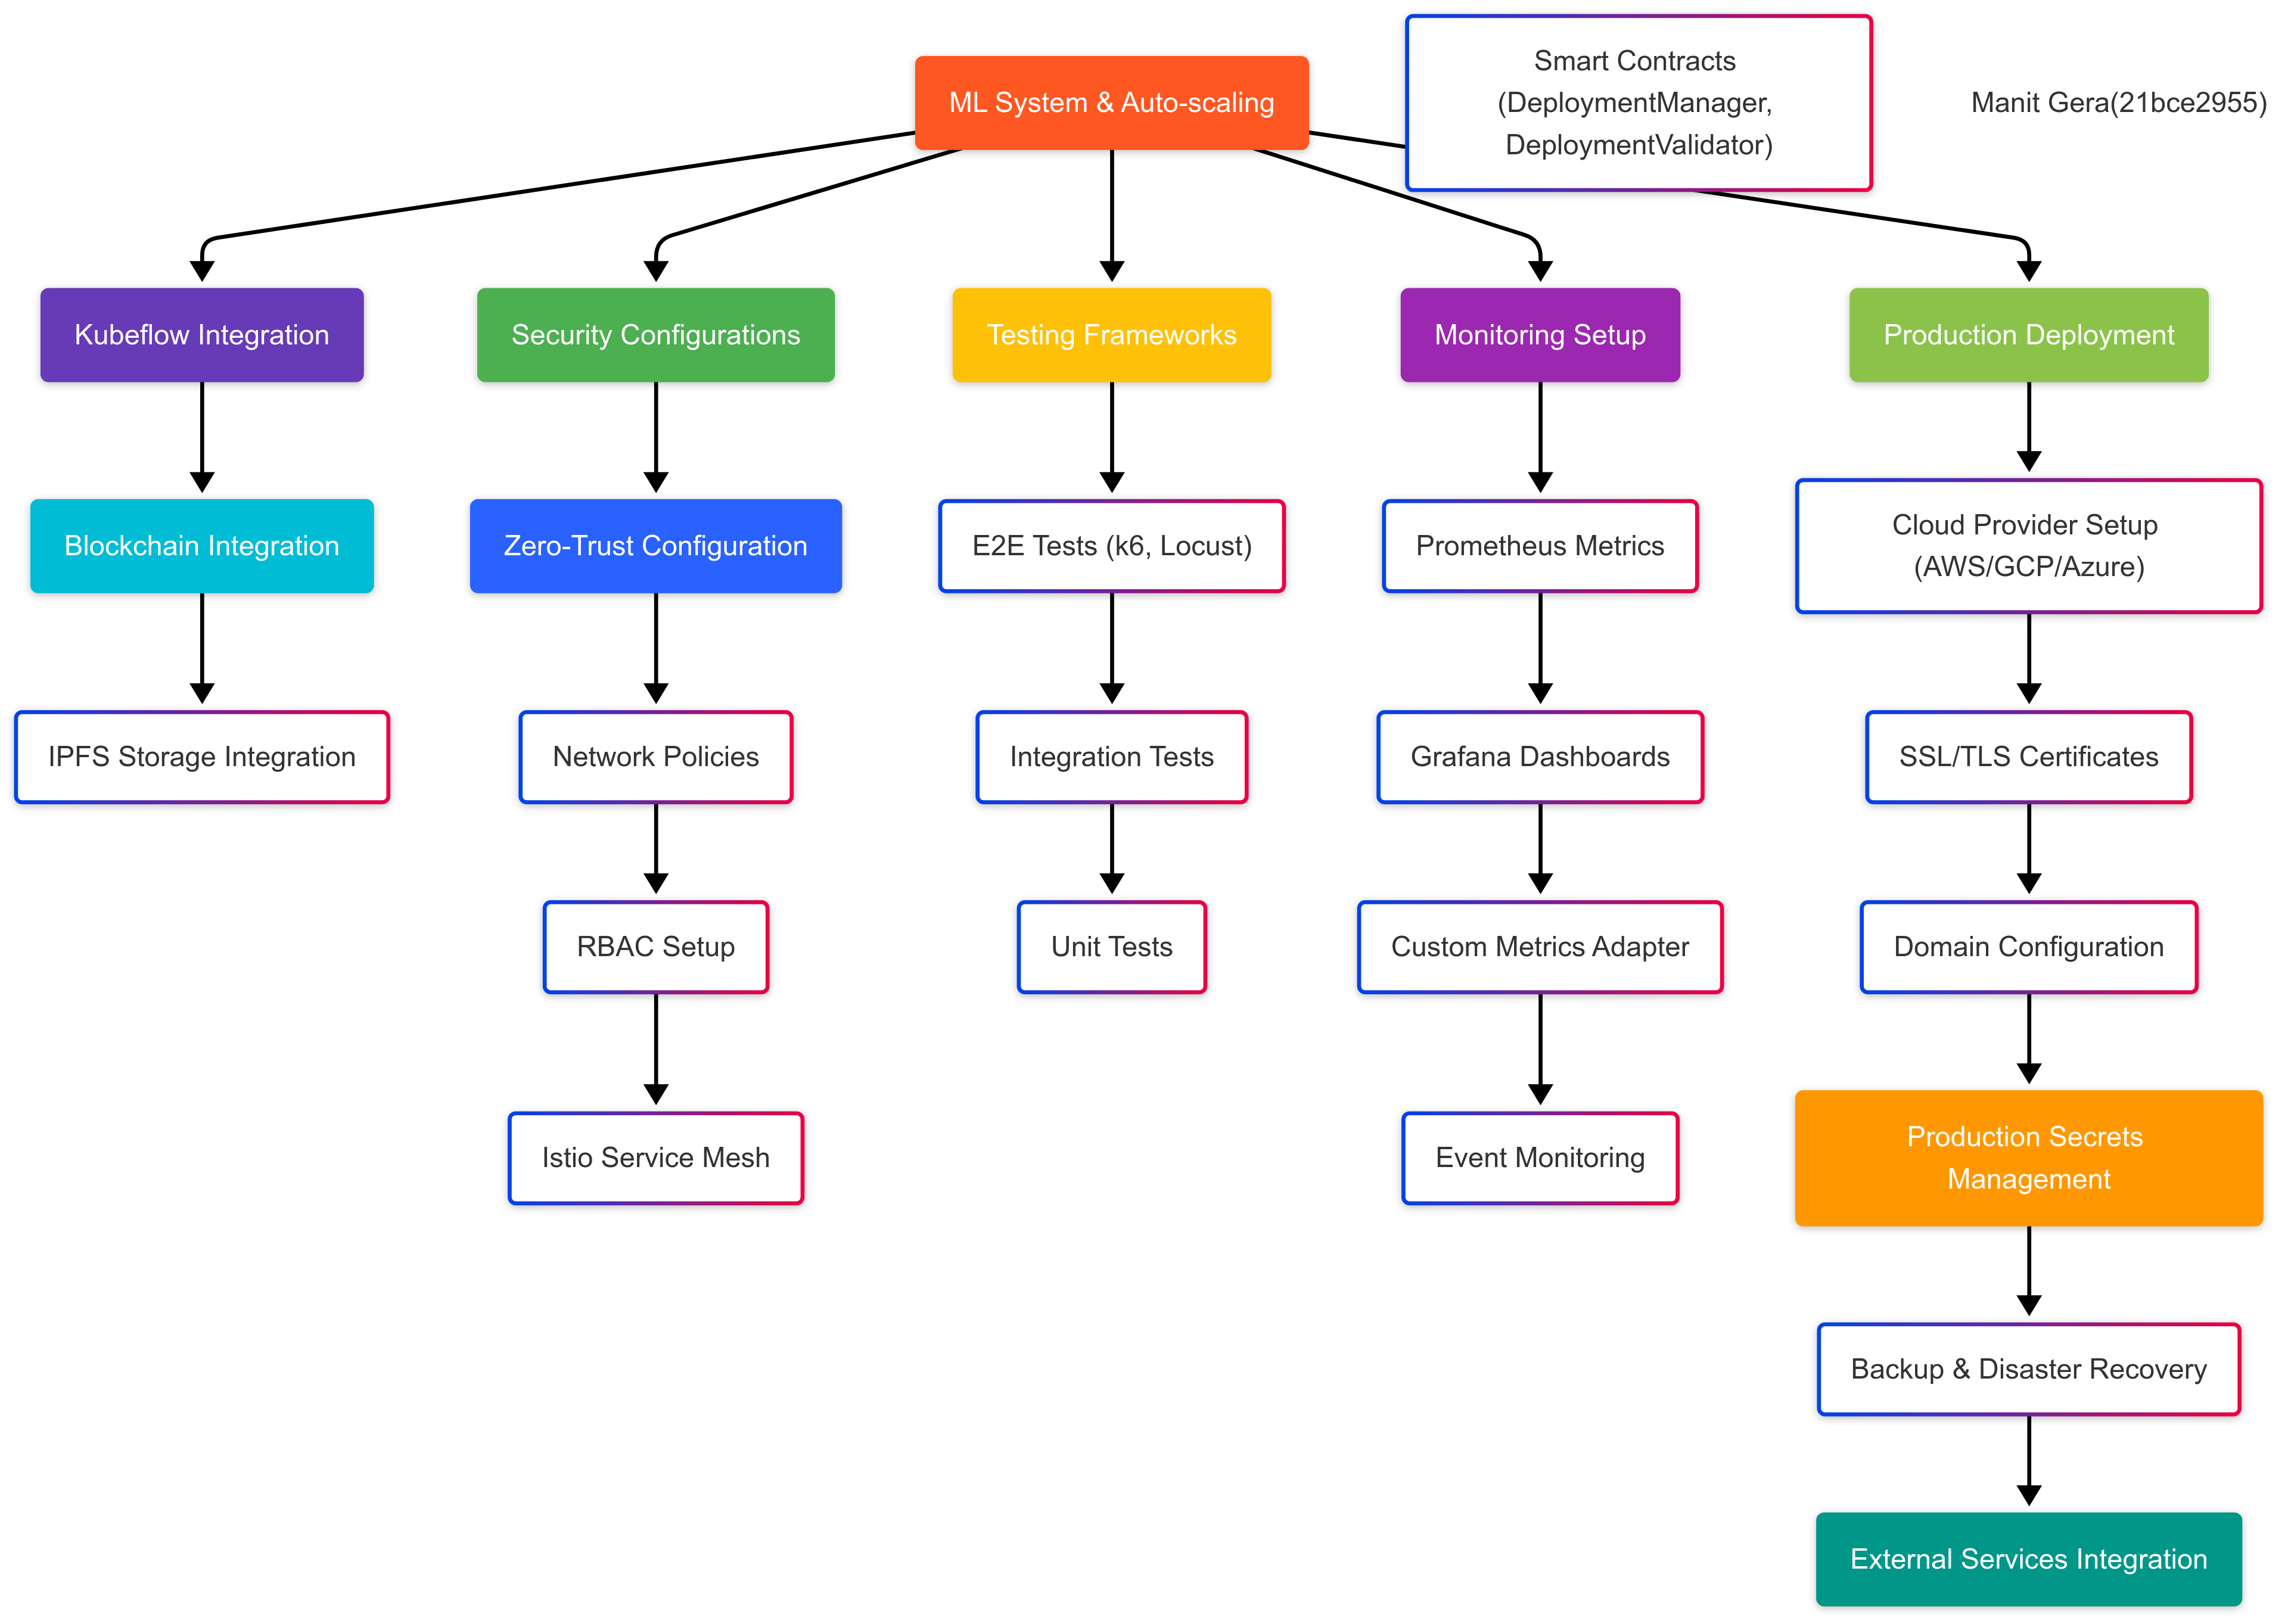 ML System & Auto-scaling
Smart Contracts
(DeploymentManager,
DeploymentValidator)
Manit Gera(21bce2955)
Kubeflow Integration
Security Configurations
Testing Frameworks
Monitoring Setup
Production Deployment
Blockchain Integration
Zero-Trust Configuration
E2E Tests (k6, Locust)
Prometheus Metrics
Cloud Provider Setup
(AWS/GCP/Azure)
IPFS Storage Integration
Network Policies
Integration Tests
Grafana Dashboards
SSL/TLS Certificates
RBAC Setup
Unit Tests
Custom Metrics Adapter
Domain Configuration
Istio Service Mesh
Event Monitoring
Production Secrets
Management
Backup & Disaster Recovery
External Services Integration